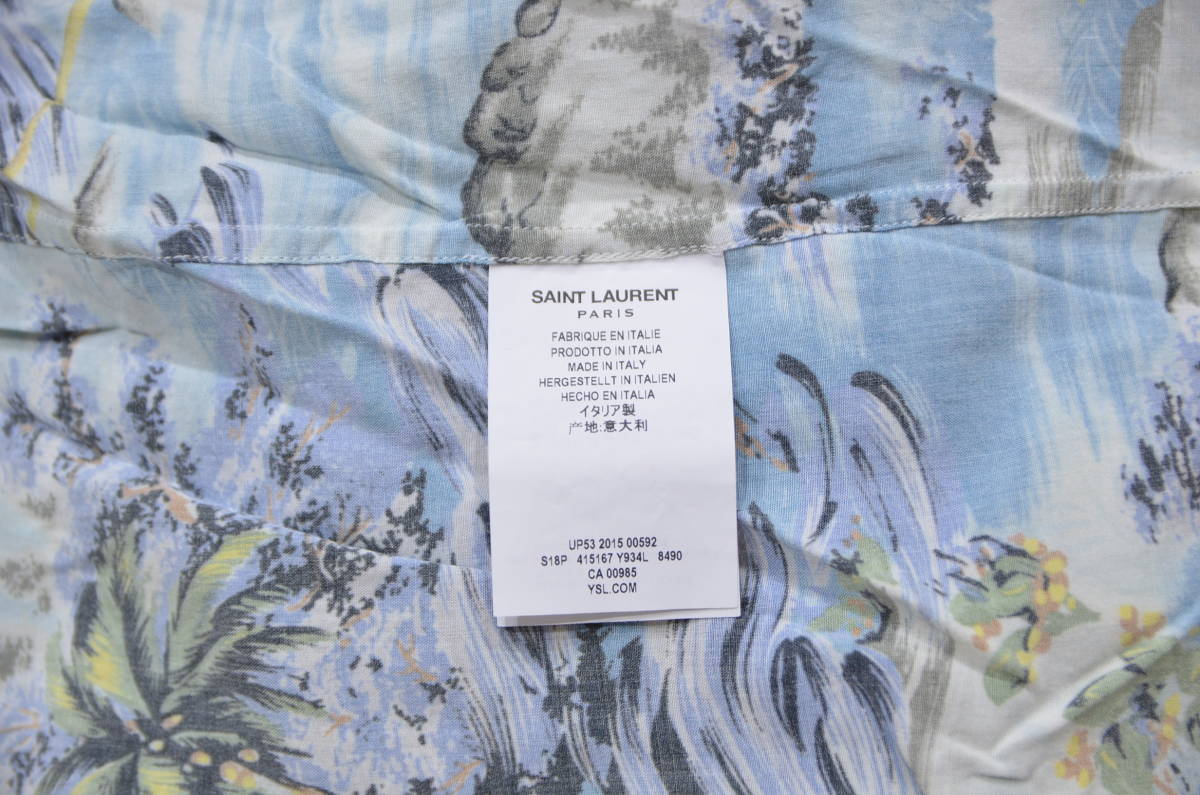 SAINT LAURENT
PARIS
FABRIQUE EN ITALIE
PRODOTTO IN ITALIA
MADE IN ITALY
HERGESTELLT IN ITALIEN
HECHO EN ITALIA
イタリア製
产地:意大利
UP53 2015 00592
S18P 415167 Y934L 8490
CA 00985
YSL.COM